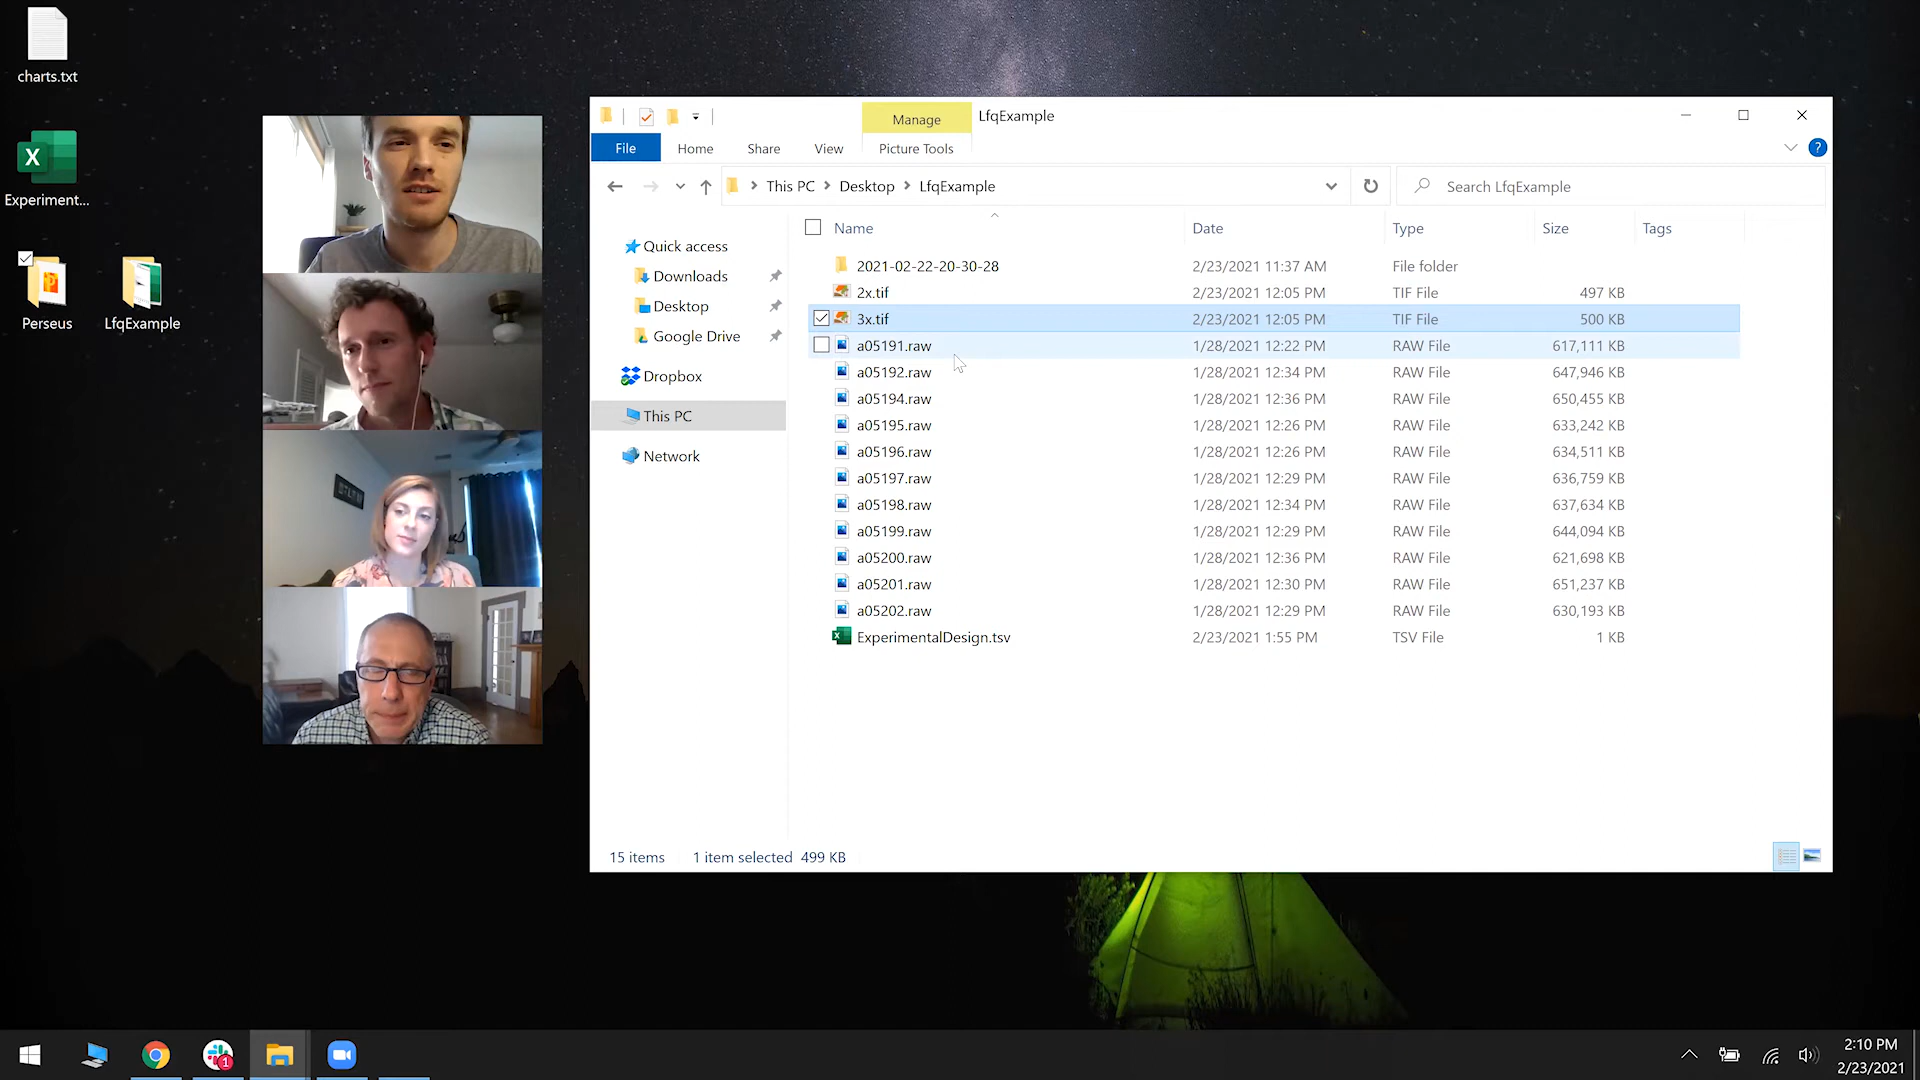 charts.txt
Experiment...
Perseus
LfqExample
Manage
LfqExample
File
Home
Share
View
Picture Tools
This PC
Desktop
LfqExample
Search LfqExample
Quick access
Downloads
Desktop
Google Drive
Dropbox
This PC
Network
Name Date Type Size Tags
2021-02-22-20-30-28 2/23/2021 11:37 AM File folder
2x.tif 2/23/2021 12:05 PM TIF File 497 KB
3x.tif 2/23/2021 12:05 PM TIF File 500 KB
a05191.raw 1/28/2021 12:22 PM RAW File 617,111 KB
a05192.raw 1/28/2021 12:34 PM RAW File 647,946 KB
a05194.raw 1/28/2021 12:36 PM RAW File 650,455 KB
a05195.raw 1/28/2021 12:26 PM RAW File 633,242 KB
a05196.raw 1/28/2021 12:26 PM RAW File 634,511 KB
a05197.raw 1/28/2021 12:29 PM RAW File 636,759 KB
a05198.raw 1/28/2021 12:34 PM RAW File 637,634 KB
a05199.raw 1/28/2021 12:29 PM RAW File 644,094 KB
a05200.raw 1/28/2021 12:36 PM RAW File 621,698 KB
a05201.raw 1/28/2021 12:30 PM RAW File 651,237 KB
a05202.raw 1/28/2021 12:29 PM RAW File 630,193 KB
ExperimentalDesign.tsv 2/23/2021 1:55 PM TSV File 1 KB
15 items 1 item selected 499 KB
2:10 PM
2/23/2021